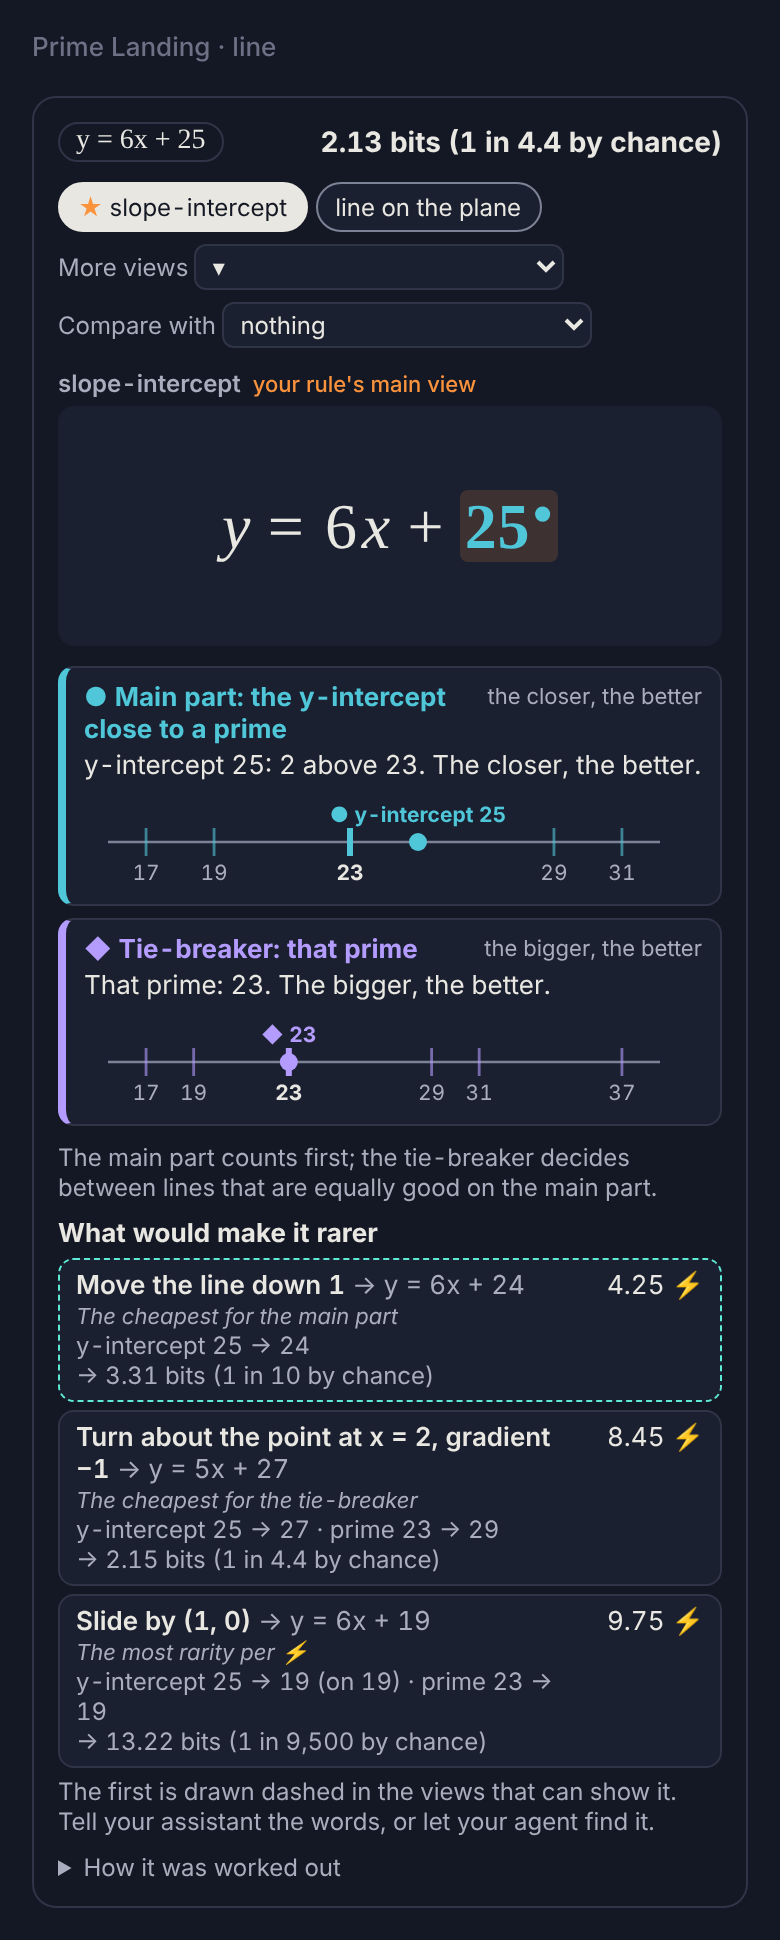 Prime Landing · line
y = 6x + 25
2.13 bits (1 in 4.4 by chance)
★ slope-intercept
line on the plane
More views ▾
Compare with nothing
slope-intercept your rule's main view
y = 6x + 25
Main part: the y-intercept
close to a prime
the closer, the better
y-intercept 25: 2 above 23. The closer, the better.
y-intercept 25
17 19 23 29 31
Tie-breaker: that prime
the bigger, the better
That prime: 23. The bigger, the better.
23
17 19 23 29 31 37
The main part counts first; the tie-breaker decides
between lines that are equally good on the main part.
What would make it rarer
Move the line down 1 → y = 6x + 24 4.25 ⚡
The cheapest for the main part
y-intercept 25 → 24
→ 3.31 bits (1 in 10 by chance)
Turn about the point at x = 2, gradient 8.45 ⚡
−1 → y = 5x + 27
The cheapest for the tie-breaker
y-intercept 25 → 27 · prime 23 → 29
→ 2.15 bits (1 in 4.4 by chance)
Slide by (1, 0) → y = 6x + 19 9.75 ⚡
The most rarity per ⚡
y-intercept 25 → 19 (on 19) · prime 23 →
19
→ 13.22 bits (1 in 9,500 by chance)
The first is drawn dashed in the views that can show it.
Tell your assistant the words, or let your agent find it.
▶ How it was worked out